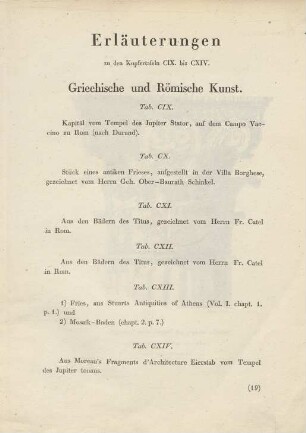 Erläuterungen
zu den Kupfertafeln CIX. bis CXIV.
Griechische und Römische Kunst.
Tab. CIX.
Kapitäl vom Tempel des Jupiter Stator, auf dem Campo Vac-
cino zu Rom (nach Durand).
Tab. CX.
Stück eines antiken Frieses, aufgestellt in der Villa Borghese,
gezeichnet vom Herrn Geh. Ober-Baurath Schinkel.
Tab. CXI.
Aus den Bädern des Titus, gezeichnet vom Herrn Fr. Catel
in Rom.
Tab. CXII.
Aus den Bädern des Titus, gezeichnet vom Herrn Fr. Catel
in Rom.
Tab. CXIII.
1) Fries, aus Stuarts Antiquities of Athens (Vol. I. chapt. 1.
p. 1.) und
2) Mosaik-Boden (chapt. 2. p. 7.)
Tab. CXIV.
Aus Moreau's Fragments d'Architecture Eierstab vom Tempel
des Jupiter tonans.
(19)